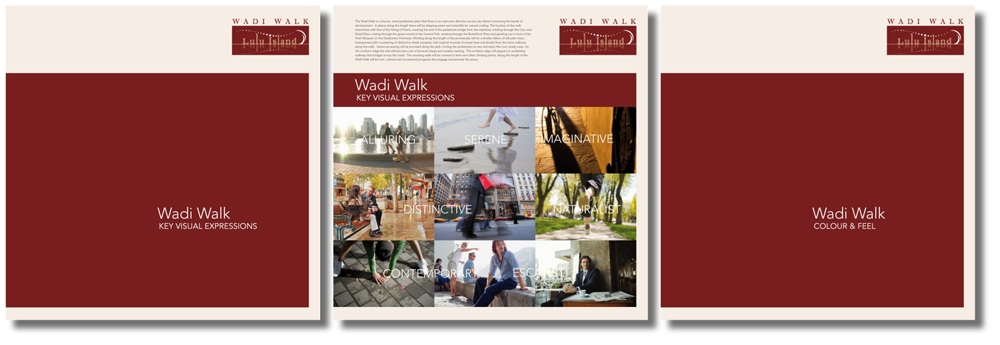 WADI WALK
Lulu Island
Wadi Walk
KEY VISUAL EXPRESSIONS
The Wadi Walk is a sinuous, treed pedestrian place that flows in an east-west direction across Lulu Island connecting the bands of
development. In places along the length there will be dripping water and waterfalls for natural cooling. The location of the walk
intertwines with that of the String of Pearls, meeting the end of the pedestrian bridge from the mainland, winding through the Civic and
Retail Place, cutting through the great mound of the Central Park, twisting through the Beachfront Plaza and spiraling out in front of the
Pearl Museum on the Destination Peninsula. Winding along the length of the promenade will be a double ribbon of tall palm trees,
interspersed with a scattering of distinctive shade canopies, lush tropical mounds of mixed trees and shrubs from the snow walkway
along the walk. Generous seating will be provided along the path, inviting the pedestrians to rest and enjoy this cool, shady oasis. On
the southern edge the wall will become a set of terraced shops and outdoor seating. The northern edge will support an undulating
walkway that bridges across the roads. The retaining walls will be covered in ferns and other climbing plants. Along the length of the
Wadi Walk will be civic, cultural and recreational programs that engage and animate the space.
WADI WALK
Lulu Island
Wadi Walk
KEY VISUAL EXPRESSIONS
ALLURING
SERENE
IMAGINATIVE
DISTINCTIVE
NATURALIST
CONTEMPORARY
ESCAPIST
WADI WALK
Lulu Island
Wadi Walk
COLOUR & FEEL